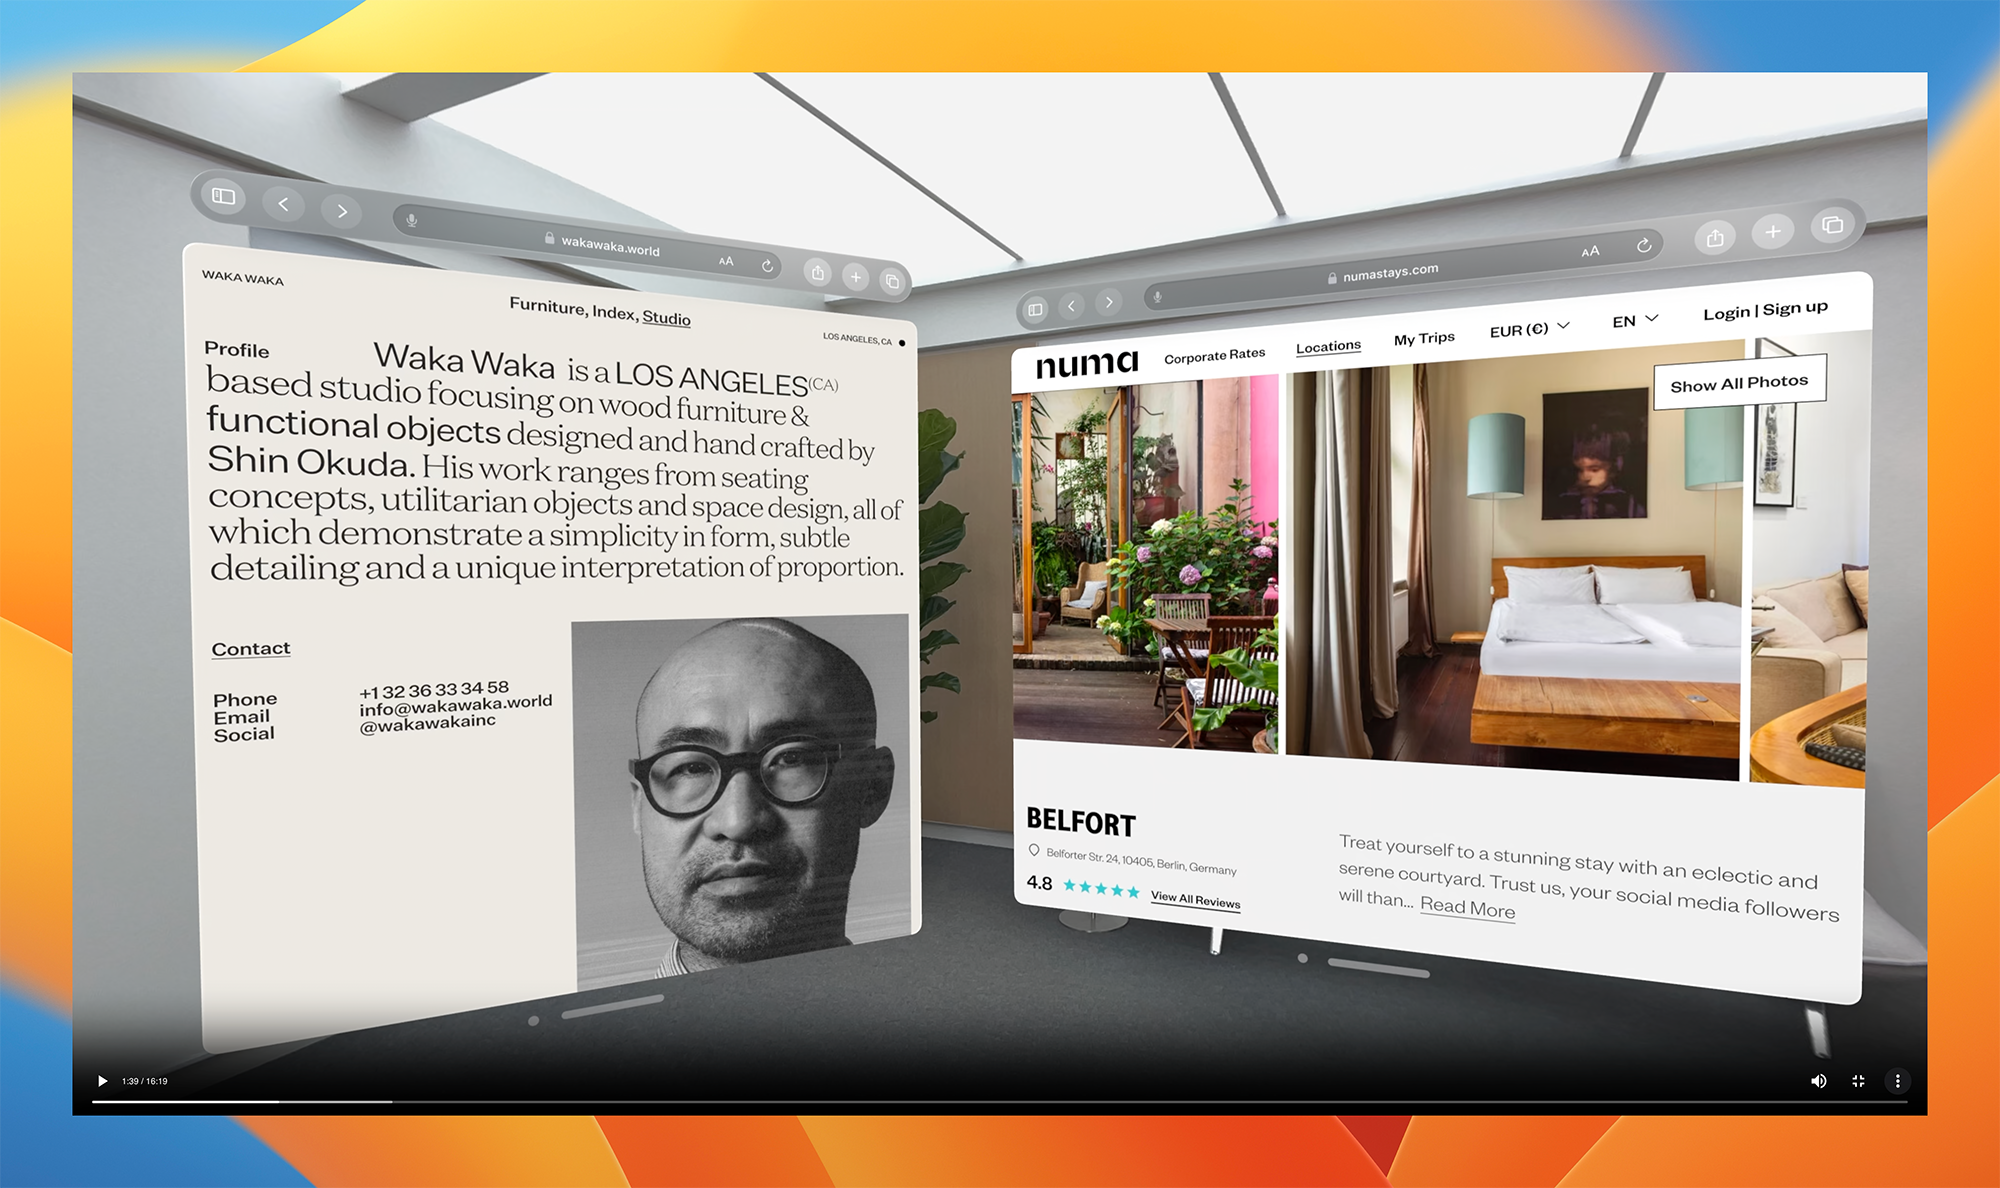 wakawaka.world
AA
WAKA WAKA
Furniture, Index, Studio
LOS ANGELES, CA
Profile
Waka Waka is a LOS ANGELES(CA)
based studio focusing on wood furniture &
functional objects designed and hand crafted by
Shin Okuda. His work ranges from seating
concepts, utilitarian objects and space design, all of
which demonstrate a simplicity in form, subtle
detailing and a unique interpretation of proportion.
Contact
Phone +1 32 36 33 34 58
Email info@wakawaka.world
Social @wakawakainc
numastays.com
AA
numa Corporate Rates Locations My Trips EUR (€) EN Login | Sign up
Show All Photos
BELFORT
Belforter Str. 24, 10405, Berlin, Germany
4.8 View All Reviews
Treat yourself to a stunning stay with an eclectic and
serene courtyard. Trust us, your social media followers
will than... Read More
1:39 / 16:19